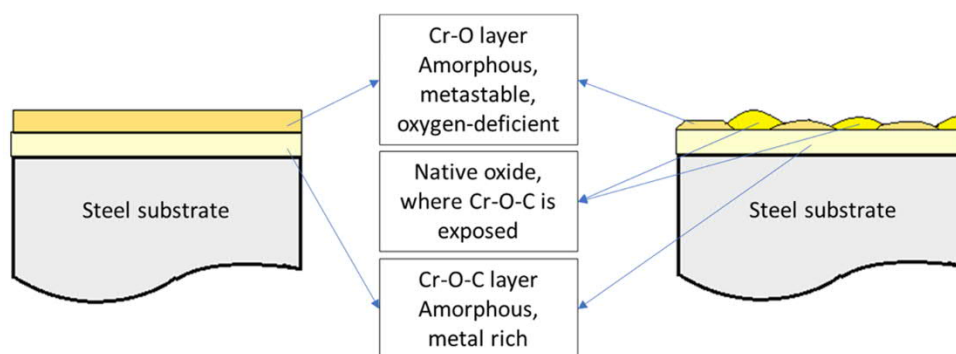 Cr-O layer
Amorphous,
metastable,
oxygen-deficient
Steel substrate
Native oxide,
where Cr-O-C is
exposed
Steel substrate
Cr-O-C layer
Amorphous,
metal rich